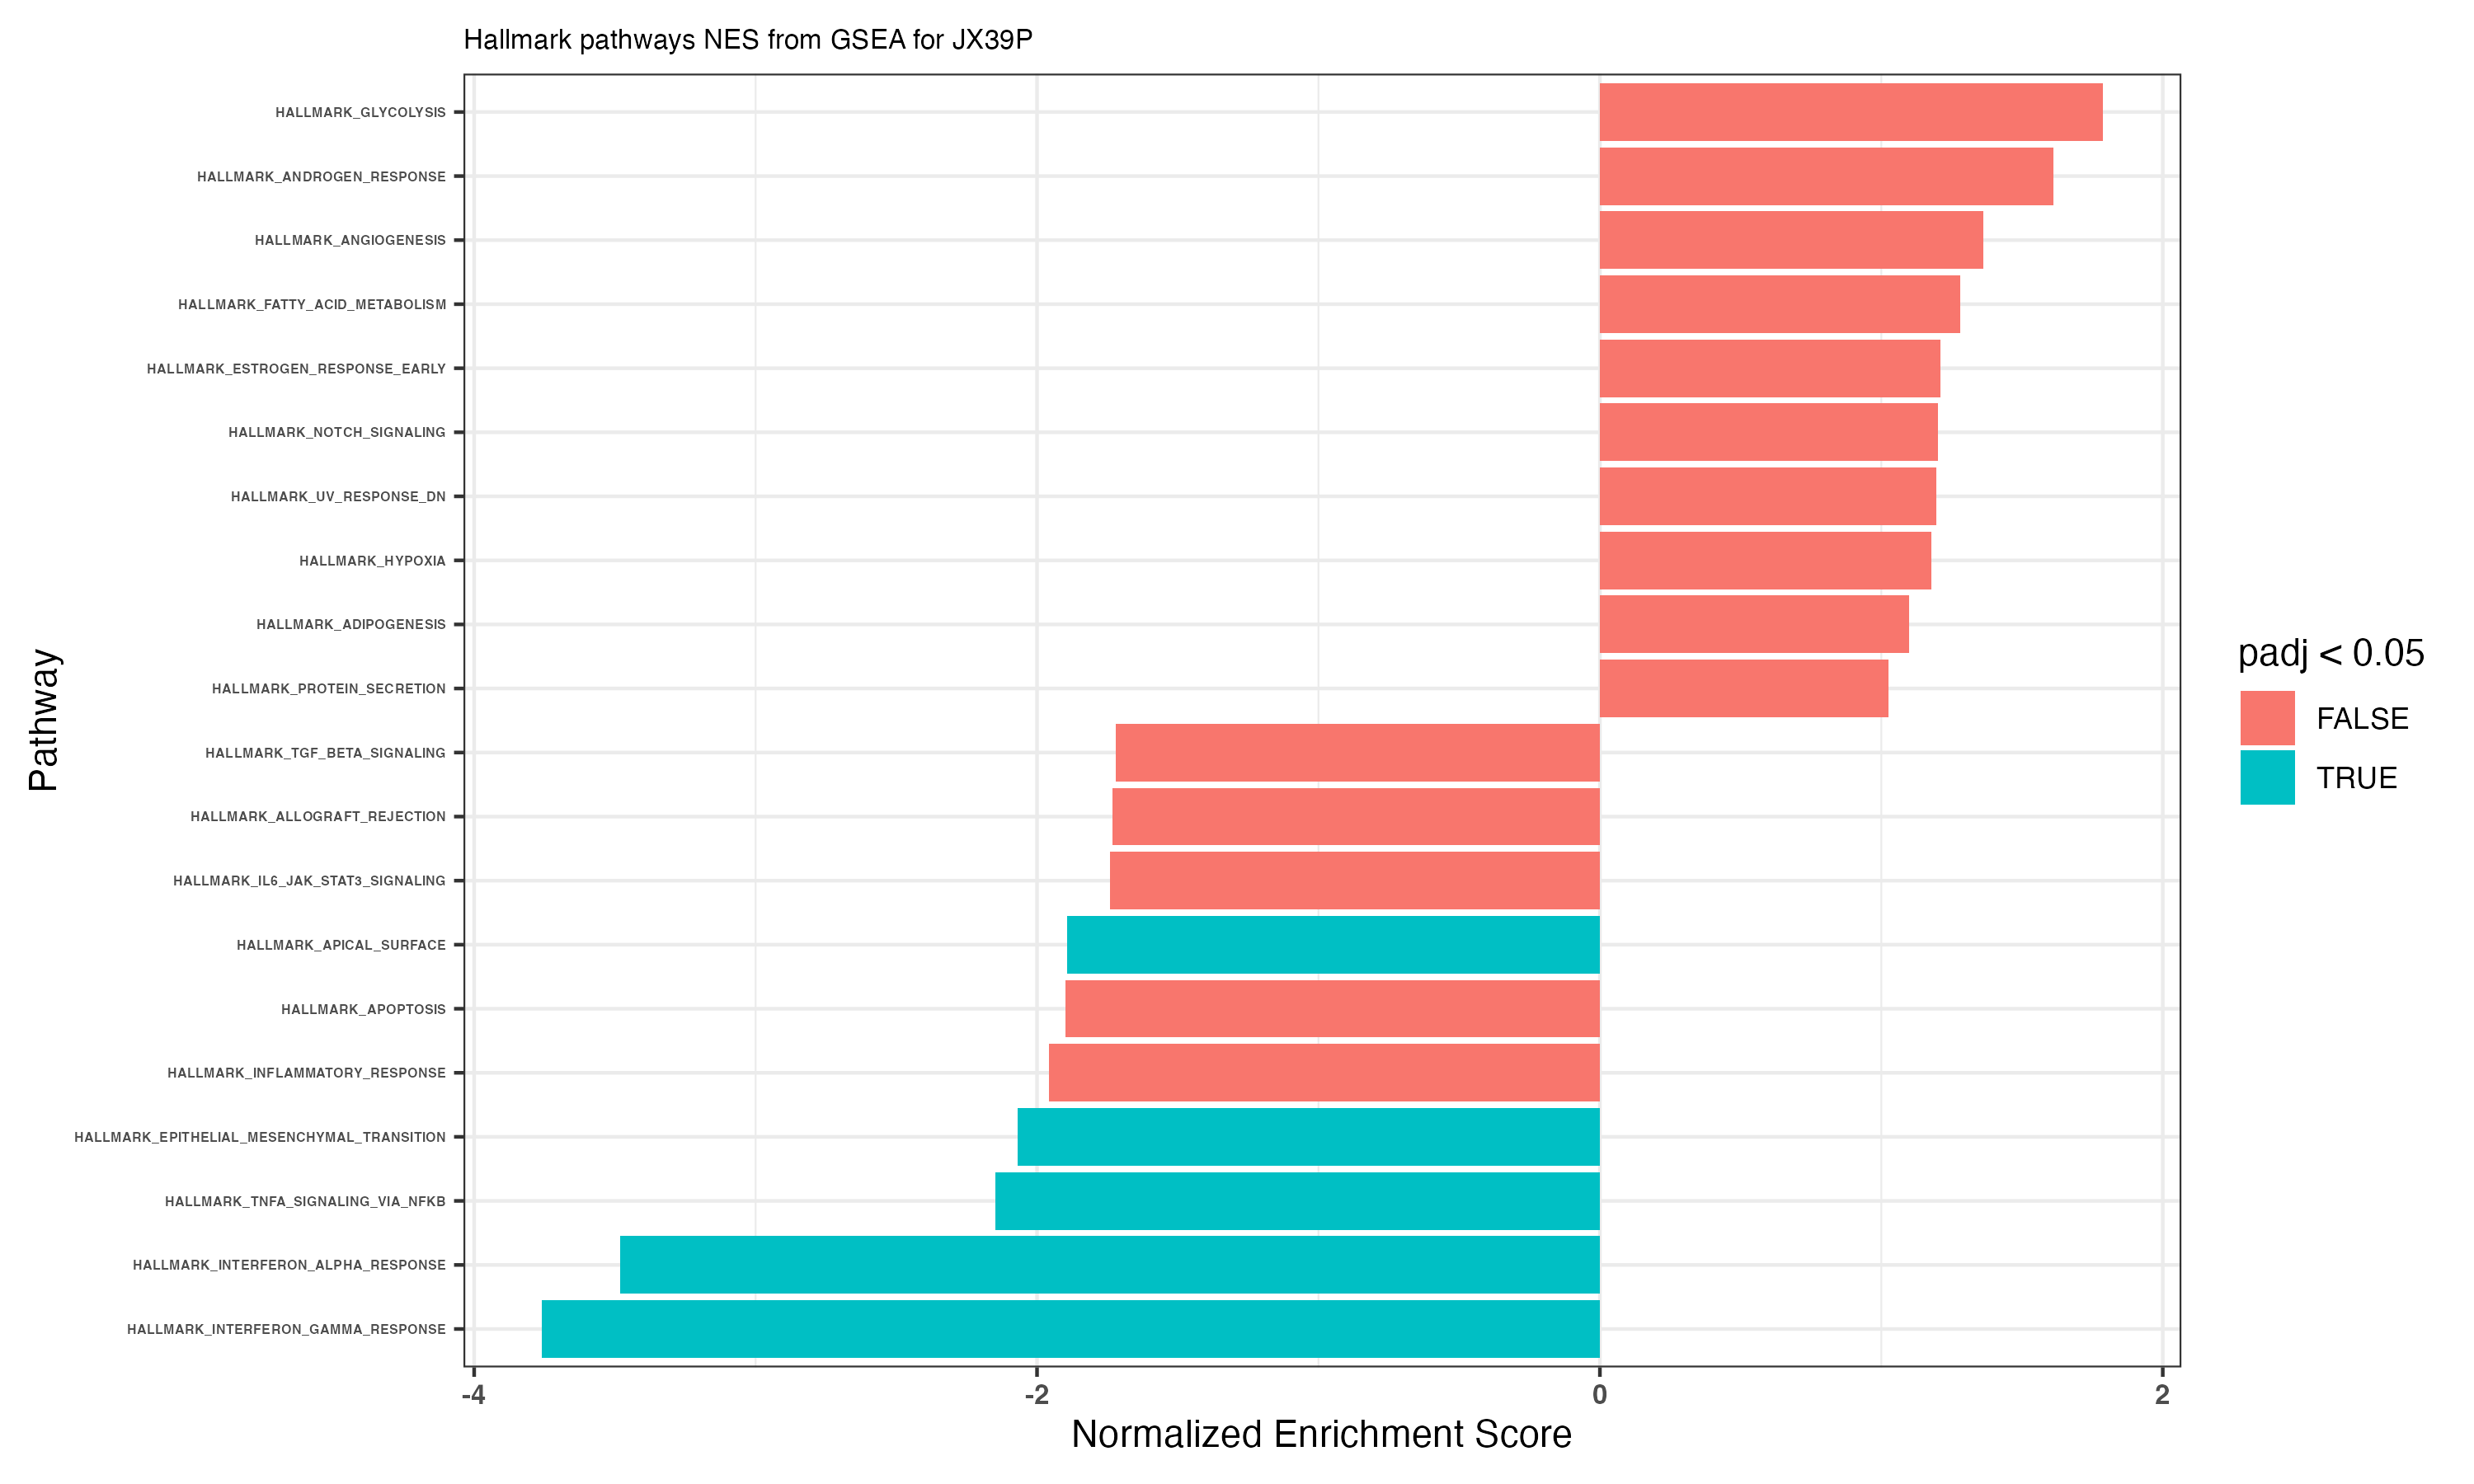 Hallmark pathways NES from GSEA for JX39P
HALLMARK_GLYCOLYSIS
HALLMARK_ANDROGEN_RESPONSE
HALLMARK_ANGIOGENESIS
HALLMARK_FATTY_ACID_METABOLISM
HALLMARK_ESTROGEN_RESPONSE_EARLY
HALLMARK_NOTCH_SIGNALING
HALLMARK_UV_RESPONSE_DN
HALLMARK_HYPOXIA
HALLMARK_ADIPOGENESIS
HALLMARK_PROTEIN_SECRETION
HALLMARK_TGF_BETA_SIGNALING
HALLMARK_ALLOGRAFT_REJECTION
HALLMARK_IL6_JAK_STAT3_SIGNALING
HALLMARK_APICAL_SURFACE
HALLMARK_APOPTOSIS
HALLMARK_INFLAMMATORY_RESPONSE
HALLMARK_EPITHELIAL_MESENCHYMAL_TRANSITION
HALLMARK_TNFA_SIGNALING_VIA_NFKB
HALLMARK_INTERFERON_ALPHA_RESPONSE
HALLMARK_INTERFERON_GAMMA_RESPONSE
Pathway
-4 -2 0 2
Normalized Enrichment Score
padj < 0.05
FALSE
TRUE